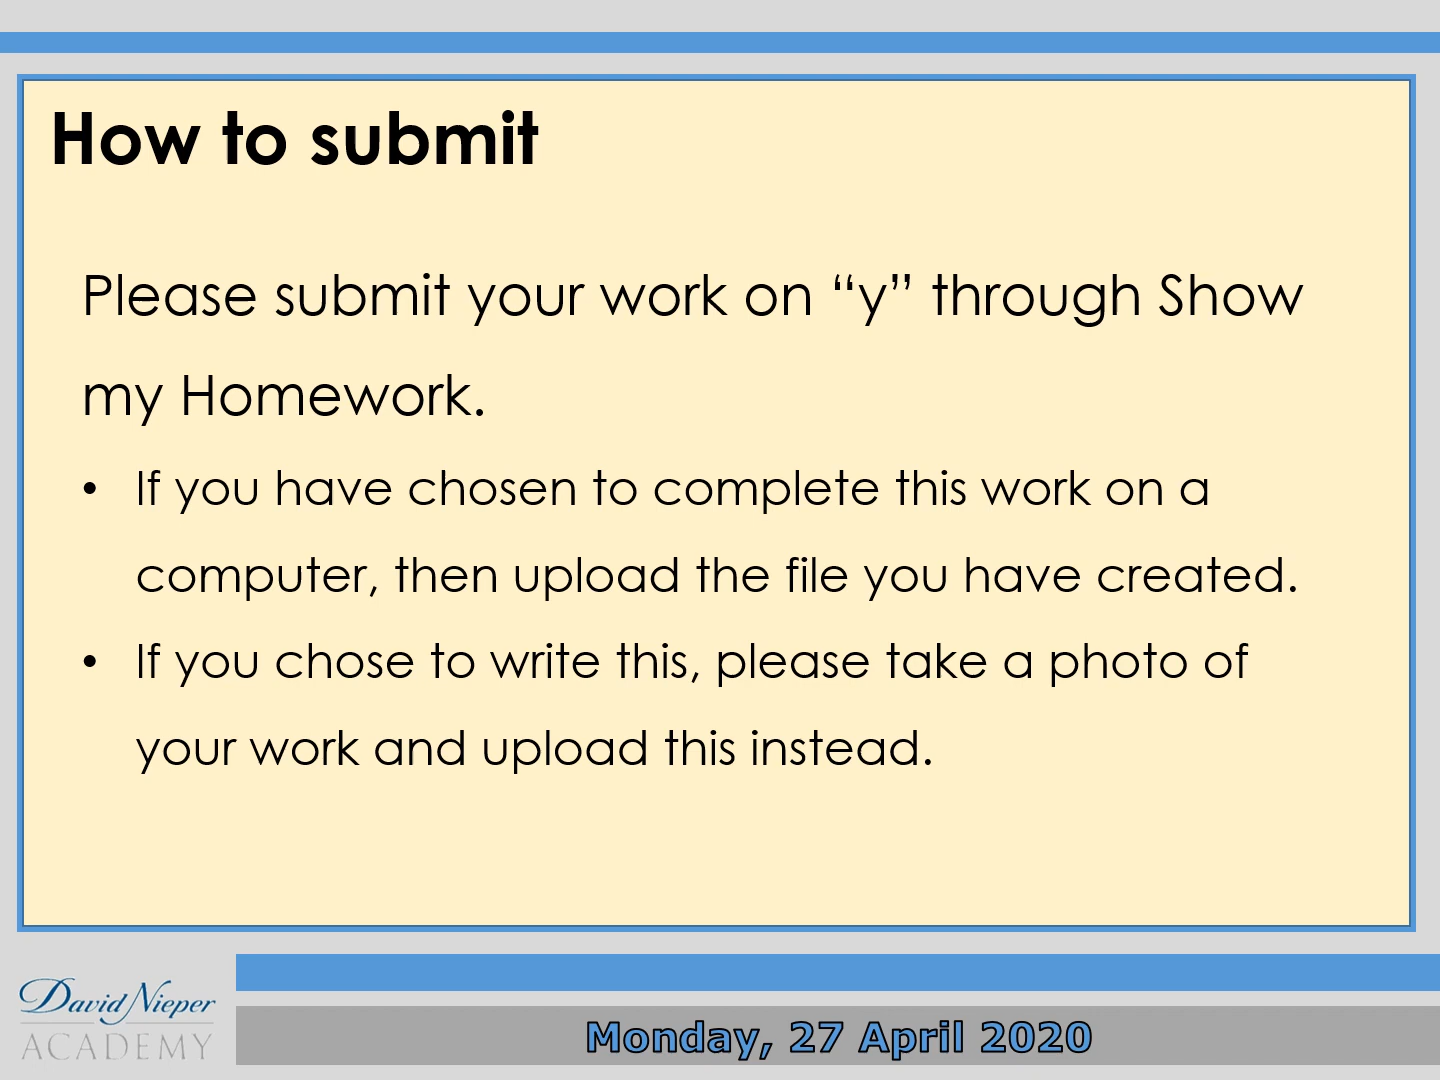 How to submit
Please submit your work on “y” through Show
my Homework.
• If you have chosen to complete this work on a
computer, then upload the file you have created.
• If you chose to write this, please take a photo of
your work and upload this instead.
David Nieper
ACADEMY
Monday, 27 April 2020